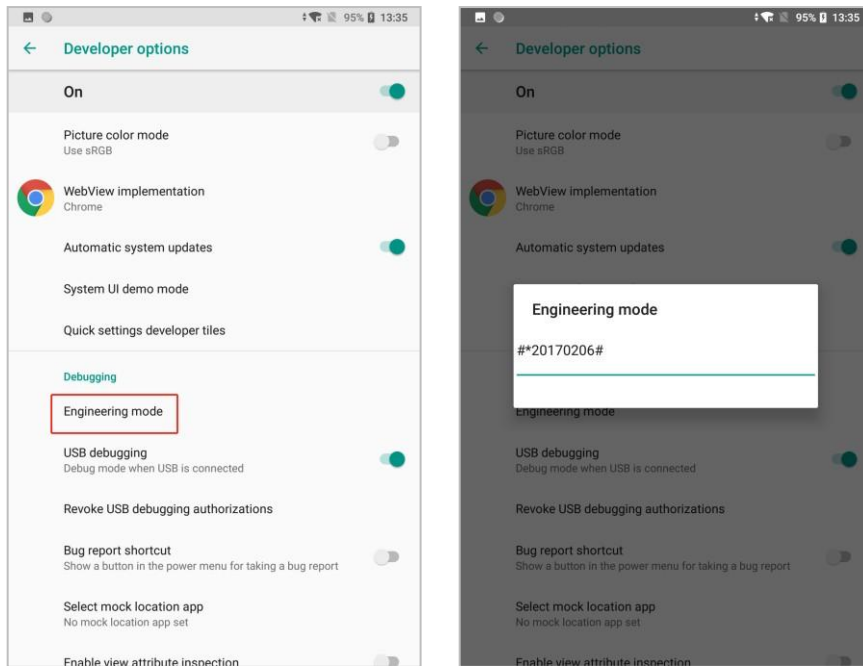 95% 13:35
Developer options
On
Picture color mode
Use sRGB
WebView implementation
Chrome
Automatic system updates
System UI demo mode
Quick settings developer tiles
Debugging
Engineering mode
USB debugging
Debug mode when USB is connected
Revoke USB debugging authorizations
Bug report shortcut
Show a button in the power menu for taking a bug report
Select mock location app
No mock location app set
Enable view attribute inspection
95% 13:35
Developer options
On
Picture color mode
Use sRGB
WebView implementation
Chrome
Automatic system updates
Engineering mode
#*20170206#
Engineering mode
USB debugging
Debug mode when USB is connected
Revoke USB debugging authorizations
Bug report shortcut
Show a button in the power menu for taking a bug report
Select mock location app
No mock location app set
Enable view attribute inspection